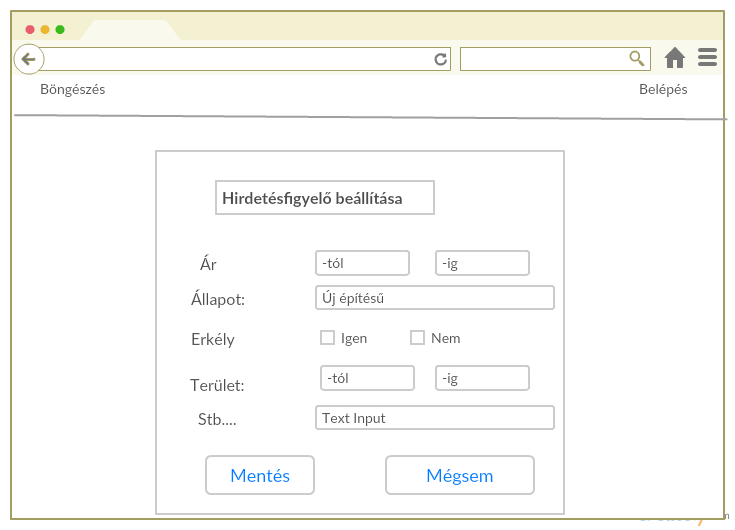 Böngészés Belépés
Hirdetésfigyelő beállítása
Ár -tól -ig
Állapot: Új építésű
Erkély Igen Nem
Terület: -tól -ig
Stb.... Text Input
Mentés Mégsem